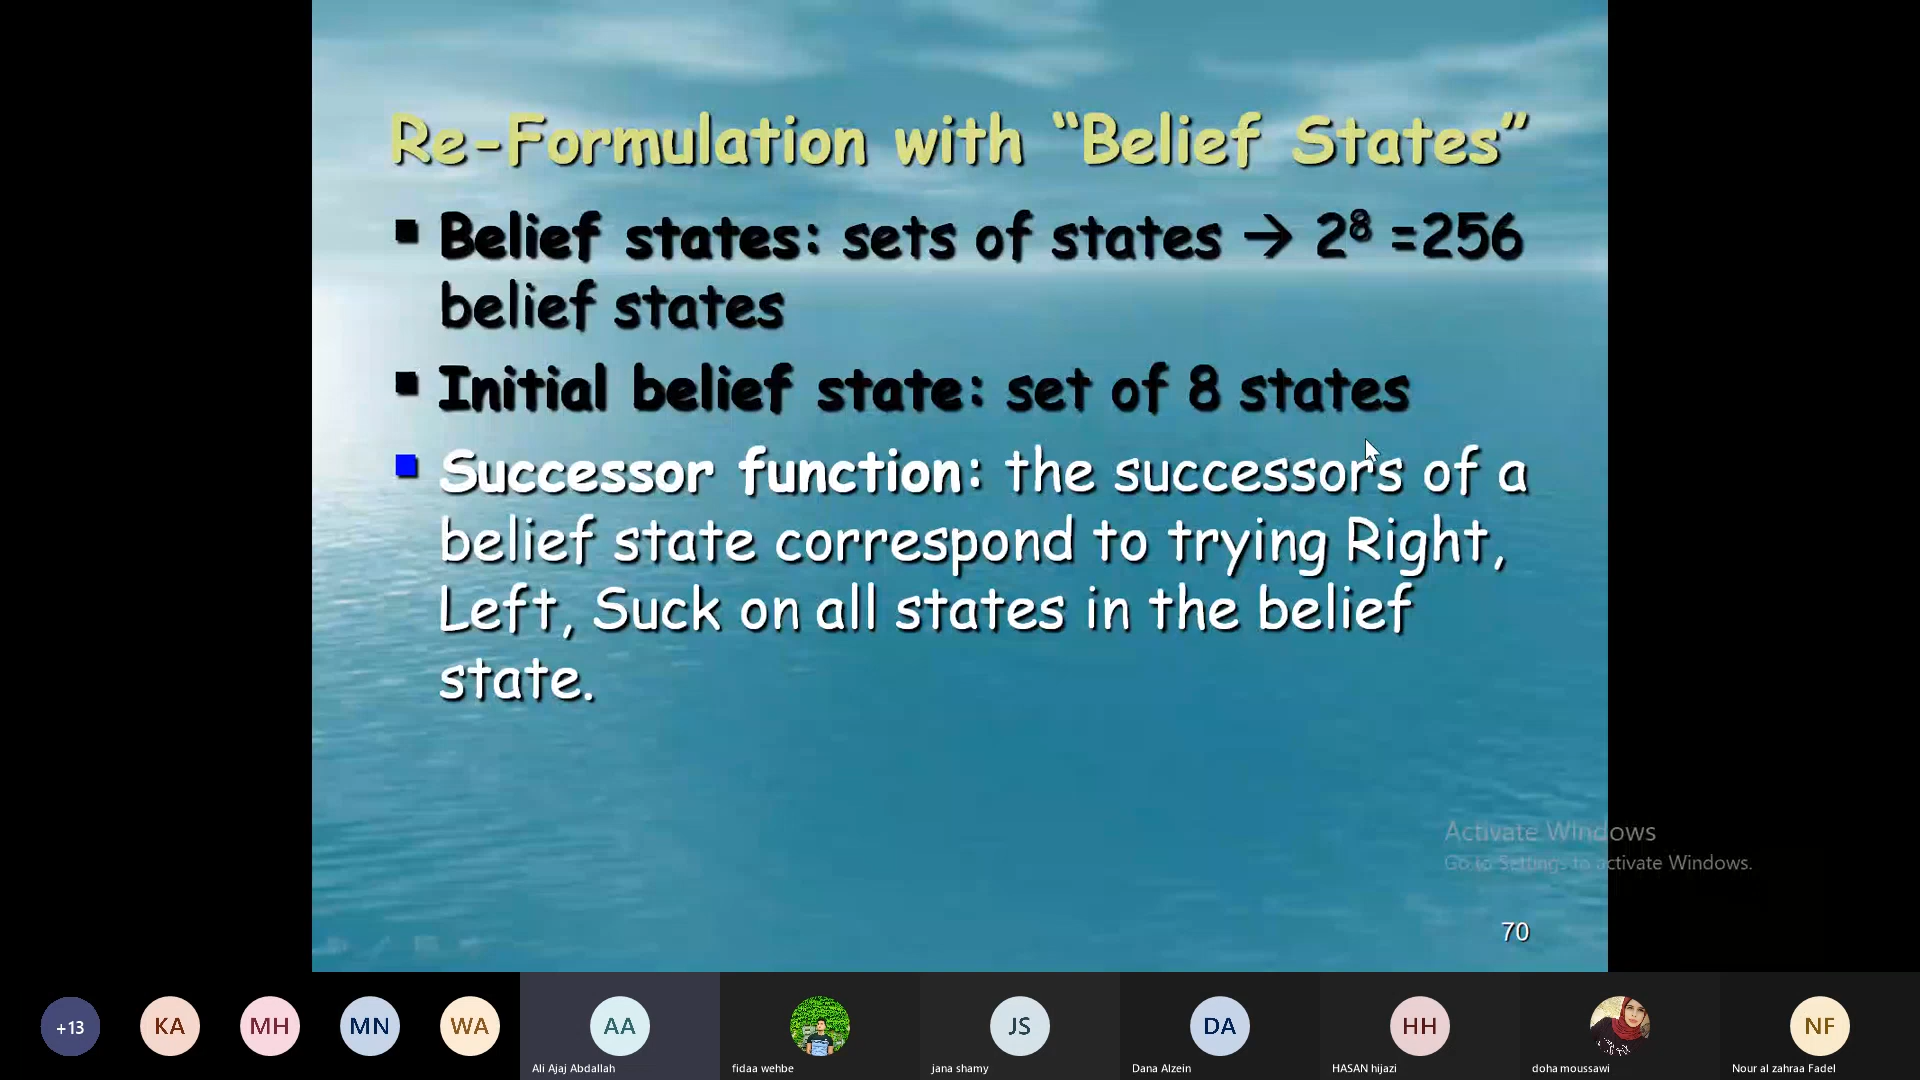 Re-Formulation with “Belief States”
▪ Belief states: sets of states → 2⁸ =256
belief states
▪ Initial belief state: set of 8 states
▪ Successor function: the successors of a
belief state correspond to trying Right,
Left, Suck on all states in the belief
state.
Activate Windows
Go to Settings to activate Windows.
70
+13
KA
MH
MN
WA
AA
JS
DA
HH
NF
Ali Ajaj Abdallah
fidaa wehbe
jana shamy
Dana Alzein
HASAN hijazi
doha moussawi
Nour al zahraa Fadel